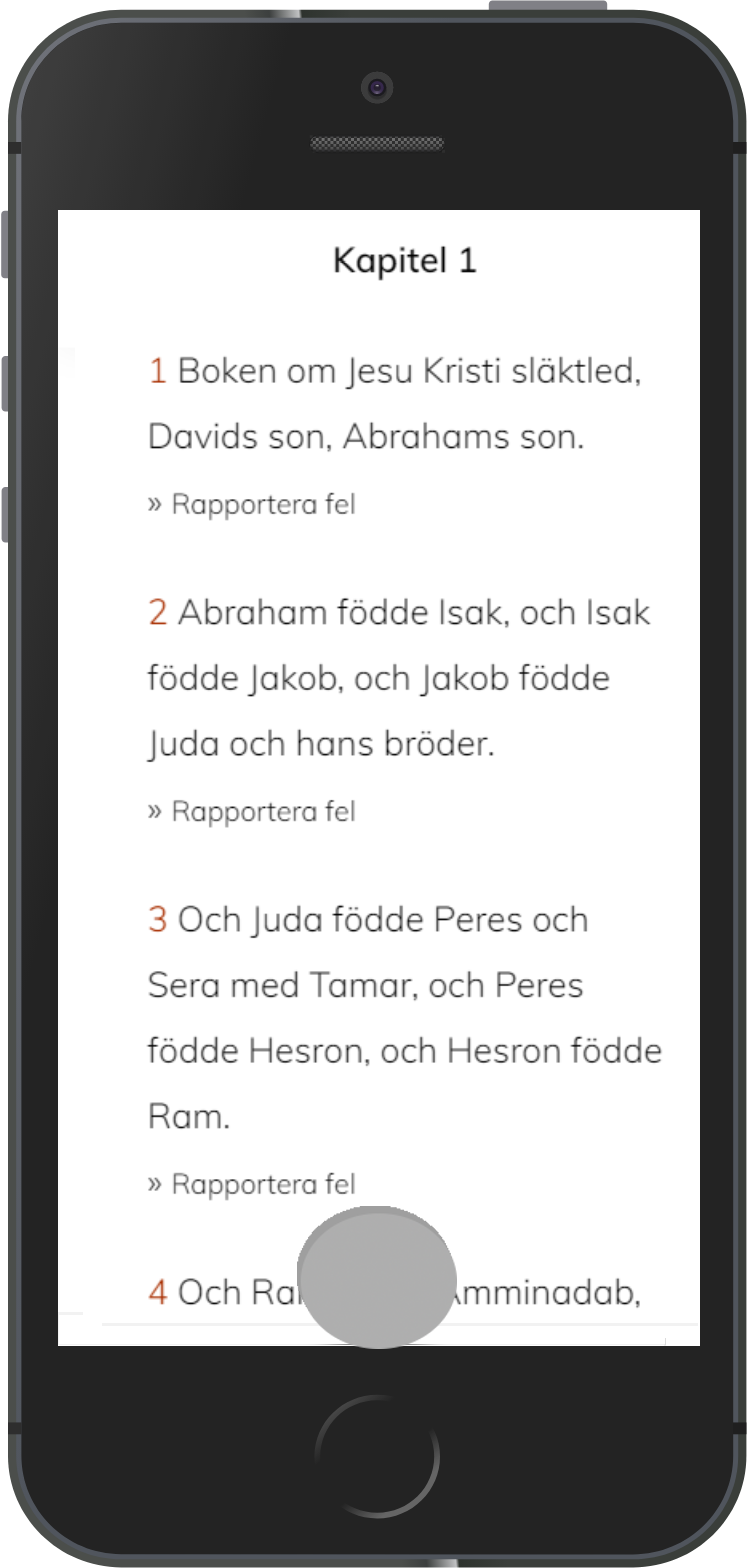 Kapitel 1
1 Boken om Jesu Kristi släktled,
Davids son, Abrahams son.
» Rapportera fel
2 Abraham födde Isak, och Isak
födde Jakob, och Jakob födde
Juda och hans bröder.
» Rapportera fel
3 Och Juda födde Peres och
Sera med Tamar, och Peres
födde Hesron, och Hesron födde
Ram.
» Rapportera fel
4 Och Amminadab,